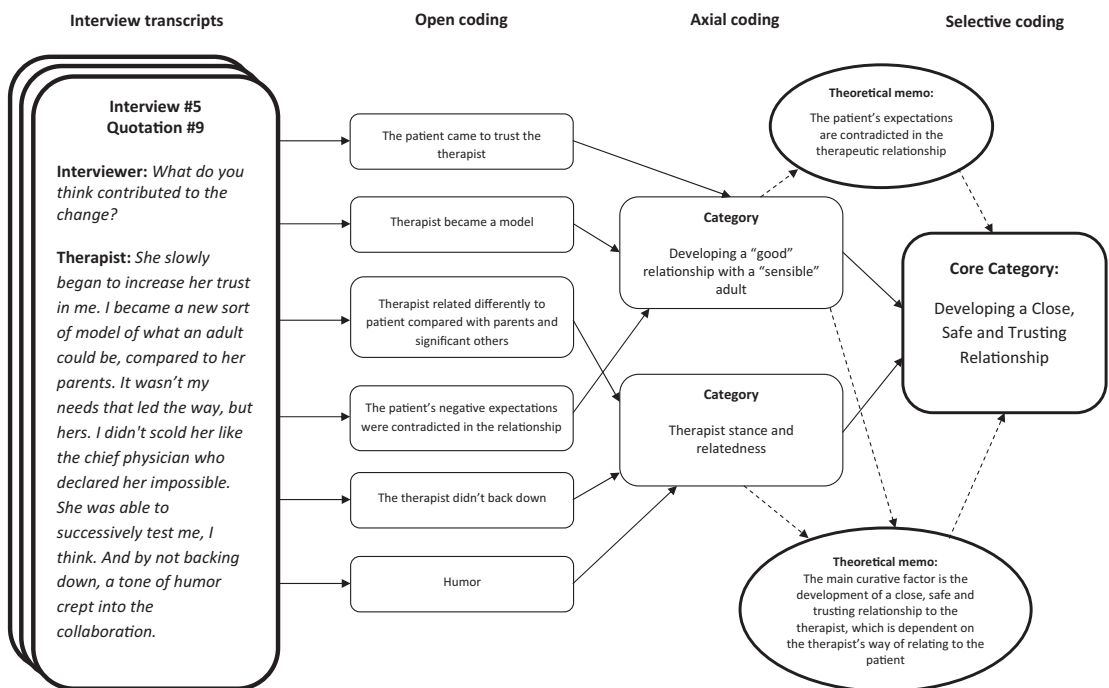 Interview transcripts
Open coding
Axial coding
Selective coding
Interview #5
Quotation #9
Interviewer: What do you
think contributed to the
change?
Therapist: She slowly
began to increase her trust
in me. I became a new sort
of model of what an adult
could be, compared to her
parents. It wasn’t my
needs that led the way, but
hers. I didn't scold her like
the chief physician who
declared her impossible.
She was able to
successively test me, I
think. And by not backing
down, a tone of humor
crept into the
collaboration.
The patient came to trust the
therapist
Therapist became a model
Therapist related differently to
patient compared with parents and
significant others
The patient’s negative expectations
were contradicted in the relationship
The therapist didn’t back down
Humor
Category
Developing a “good”
relationship with a “sensible”
adult
Category
Therapist stance and
relatedness
Theoretical memo:
The patient’s expectations
are contradicted in the
therapeutic relationship
Core Category:
Developing a Close,
Safe and Trusting
Relationship
Theoretical memo:
The main curative factor is the
development of a close, safe and
trusting relationship to the
therapist, which is dependent on
the therapist’s way of relating to the
patient